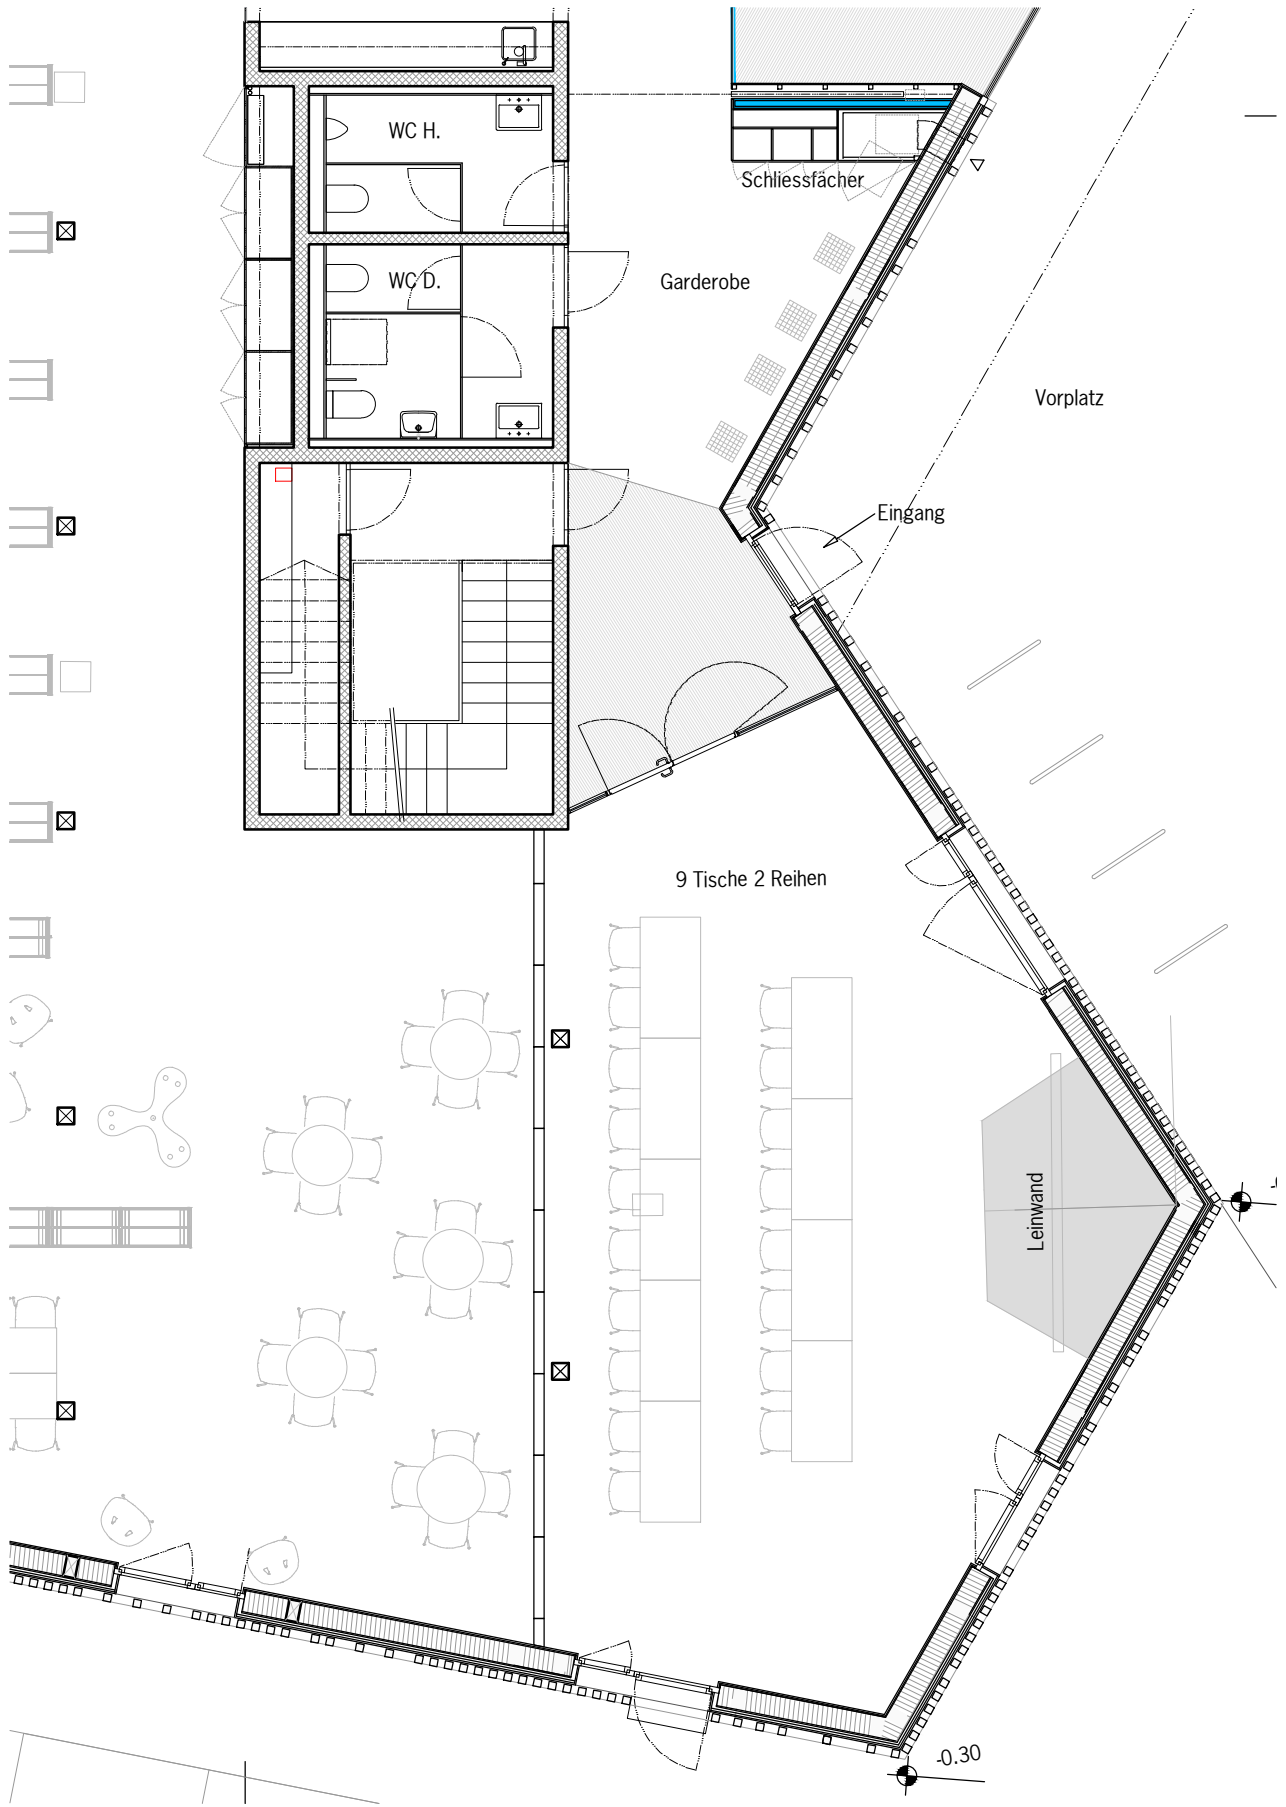 WC H.
Schliessfächer
WC D.
Garderobe
Vorplatz
Eingang
9 Tische 2 Reihen
Leinwand
-0.30